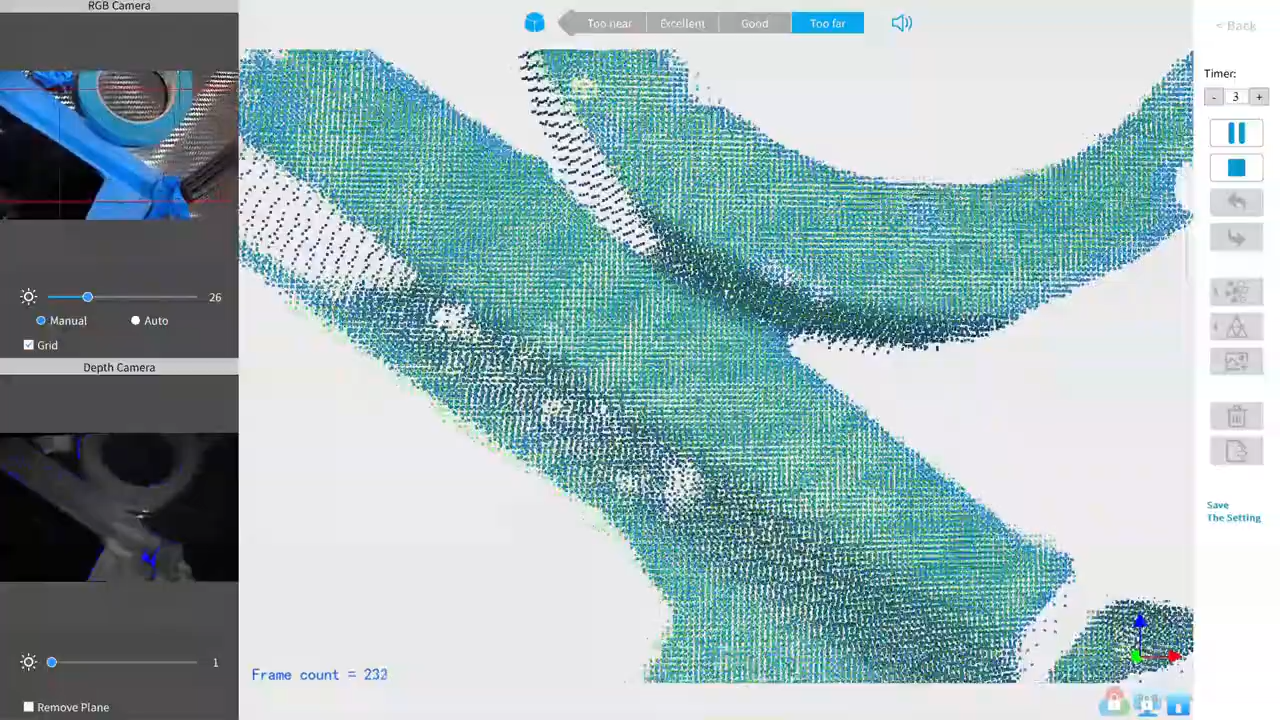 RGB Camera
Too near
Excellent
Good
Too far
< Back
Timer:
- 3 +
26
Manual
Auto
Grid
Depth Camera
Save
The Setting
Frame count = 232
1
Remove Plane